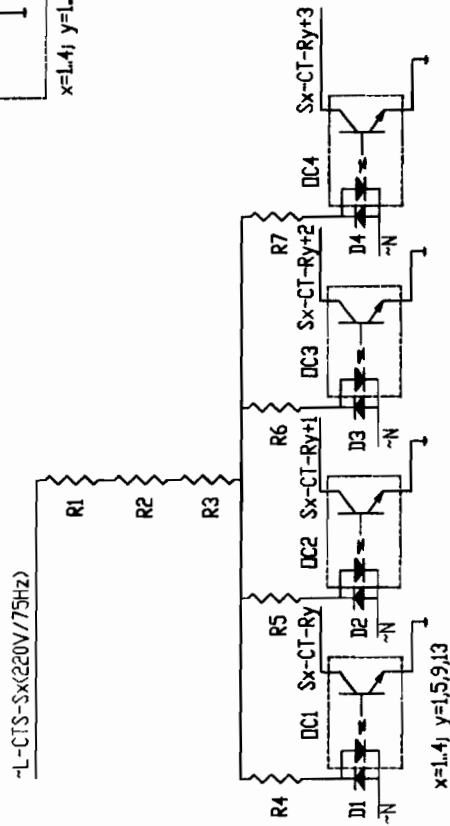 x=1..4; y=1..
~L-CTS-Sx(220V/75Hz)
R1
R2
R3
R4
R5
R6
R7
DC1
Sx-CT-Ry
DC2
Sx-CT-Ry+1
DC3
Sx-CT-Ry+2
DC4
Sx-CT-Ry+3
D1
~N
D2
~N
D3
~N
D4
~N
x=1..4; y=1,5,9,13